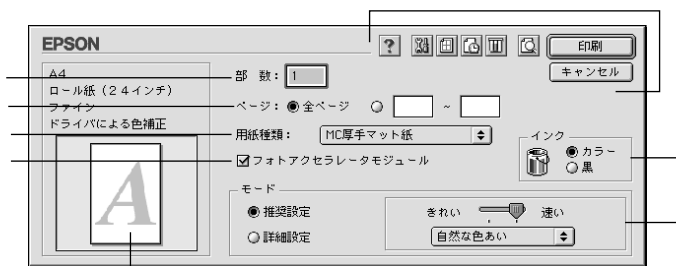 EPSON
?
印刷
キャンセル
A4
ロール紙（２４インチ）
ファイン
ドライバによる色補正
A
部 数： 1
ページ： 全ページ ~
用紙種類： MC厚手マット紙
フォトアクセラレータモジュール
インク
カラー
黒
モード
推奨設定
詳細設定
きれい 速い
自然な色あい